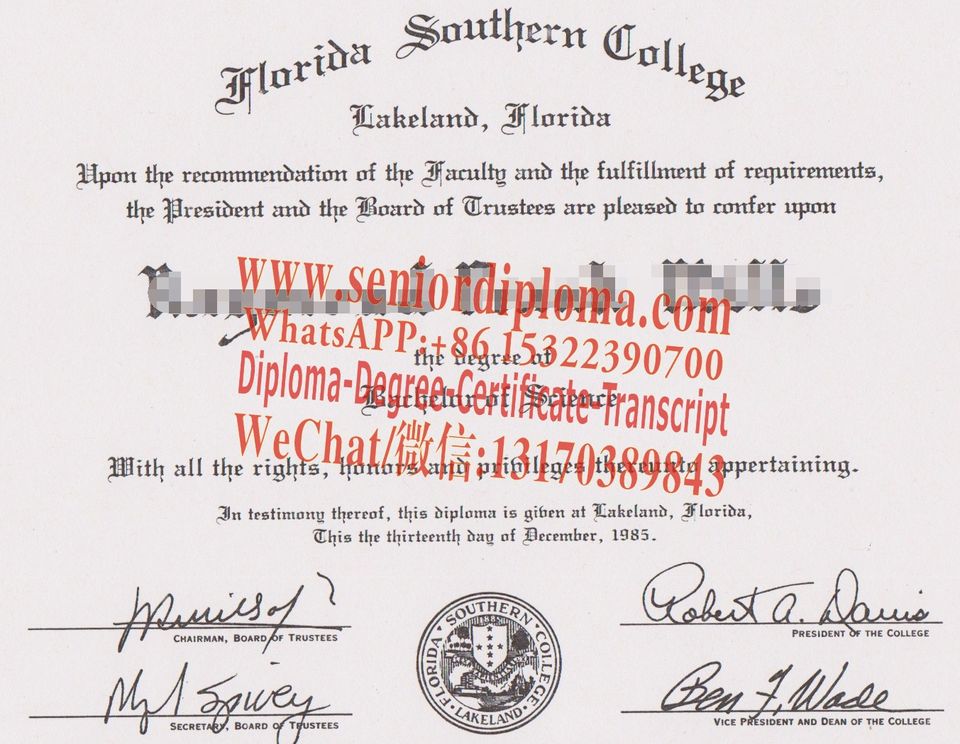 Florida Southern College
Lakeland, Florida
Upon the recommendation of the Faculty and the fulfillment of requirements,
the President and the Board of Trustees are pleased to confer upon
www.seniordiploma.com
WhatsAPP:+86 15322390700
the degree of
Diploma-Degree-Certificate-Transcript
Bachelor of Science
WeChat/微信:13170389843
With all the rights, honors and privileges thereunto appertaining.
In testimony thereof, this diploma is given at Lakeland, Florida,
This the thirteenth day of December, 1985.
CHAIRMAN, BOARD OF TRUSTEES
Robert A. Davis
PRESIDENT OF THE COLLEGE
FLORIDA SOUTHERN COLLEGE
1885
LAKELAND
Spivey
SECRETARY, BOARD OF TRUSTEES
Ben F. Wade
VICE PRESIDENT AND DEAN OF THE COLLEGE